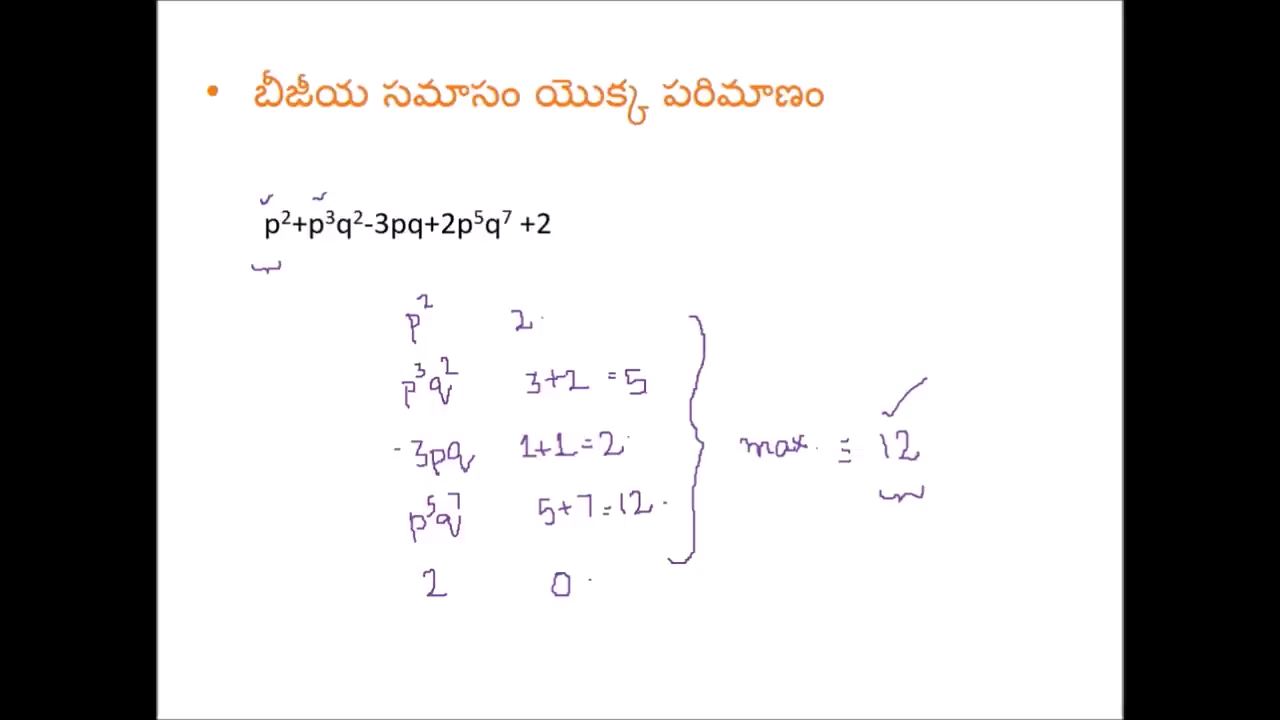 • బీజీయ సమాసం యొక్క పరిమాణం
p²+p³q²-3pq+2p⁵q⁷ +2
p² 2
p³q² 3+2 = 5
-3pq 1+1=2
max. = 12
p⁵q⁷ 5+7=12
2 0